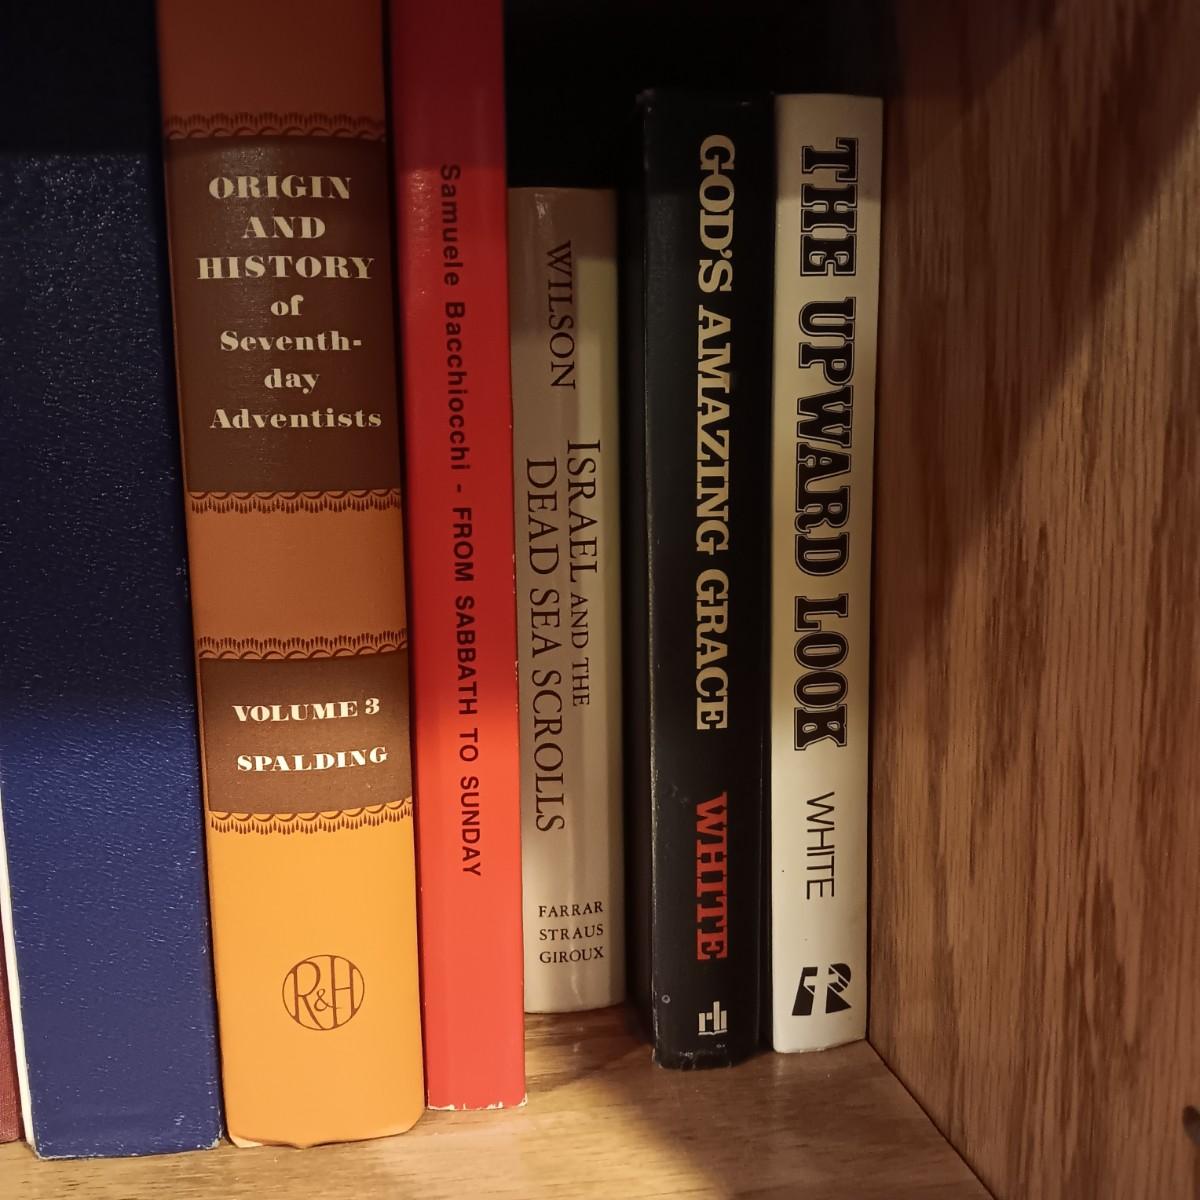 ORIGIN
AND
HISTORY
of
Seventh-
day
Adventists
VOLUME 3
SPALDING
R&H
Samuele Bacchiocchi - FROM SABBATH TO SUNDAY
WILSON
ISRAEL AND THE
DEAD SEA SCROLLS
FARRAR
STRAUS
GIROUX
GOD'S AMAZING GRACE
WHITE
rh
THE UPWARD LOOK
WHITE
R